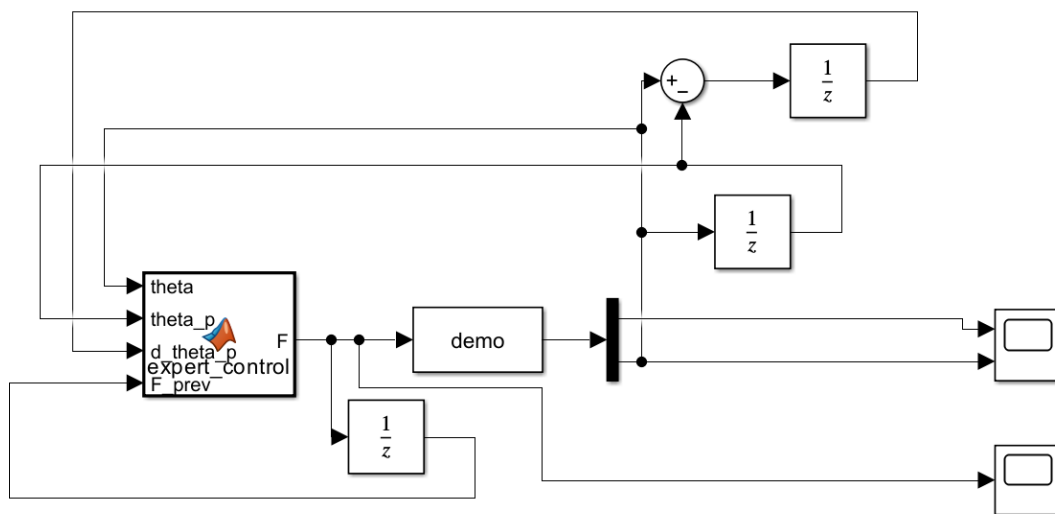 +
−
1
z
1
z
theta
theta_p
d_theta_p
expert_control
F_prev
F
demo
1
z